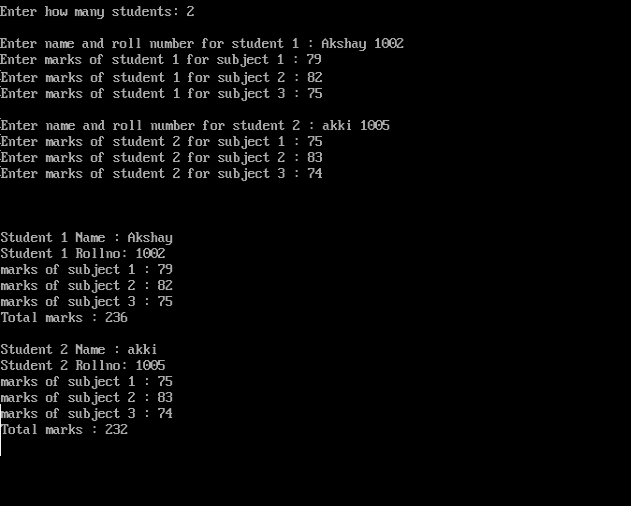 Enter how many students: 2
Enter name and roll number for student 1 : Akshay 1002
Enter marks of student 1 for subject 1 : 79
Enter marks of student 1 for subject 2 : 82
Enter marks of student 1 for subject 3 : 75
Enter name and roll number for student 2 : akki 1005
Enter marks of student 2 for subject 1 : 75
Enter marks of student 2 for subject 2 : 83
Enter marks of student 2 for subject 3 : 74
Student 1 Name : Akshay
Student 1 Rollno: 1002
marks of subject 1 : 79
marks of subject 2 : 82
marks of subject 3 : 75
Total marks : 236
Student 2 Name : akki
Student 2 Rollno: 1005
marks of subject 1 : 75
marks of subject 2 : 83
marks of subject 3 : 74
Total marks : 232